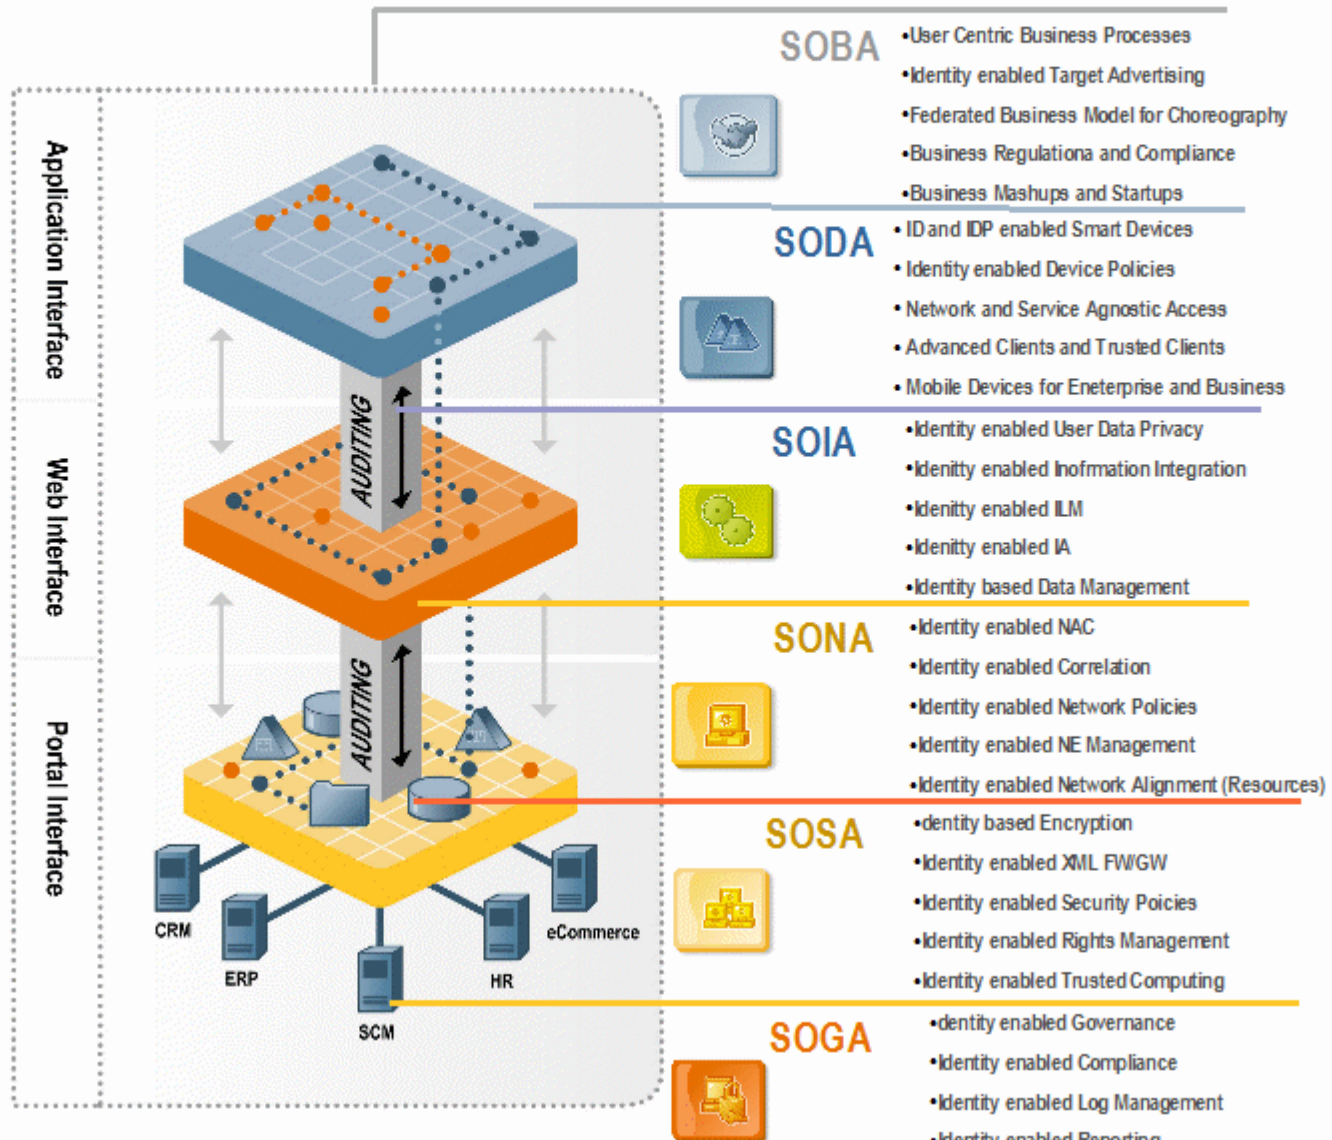 Application Interface
Web Interface
Portal Interface
AUDITING
AUDITING
CRM
ERP
SCM
HR
eCommerce
SOBA
•User Centric Business Processes
•Identity enabled Target Advertising
•Federated Business Model for Choreography
•Business Regulationa and Compliance
•Business Mashups and Startups
SODA
• ID and IDP enabled Smart Devices
• Identity enabled Device Policies
• Network and Service Agnostic Access
• Advanced Clients and Trusted Clients
• Mobile Devices for Eneterprise and Business
SOIA
•Identity enabled User Data Privacy
•Idenitty enabled Inofrmation Integration
•Idenitty enabled ILM
•Idenitty enabled IA
•Identity based Data Management
SONA
•Identity enabled NAC
•Identity enabled Correlation
•Identity enabled Network Policies
•Identity enabled NE Management
•Identity enabled Network Alignment (Resources)
SOSA
•dentity based Encryption
•Identity enabled XML FW/GW
•Identity enabled Security Poicies
•Identity enabled Rights Management
•Identity enabled Trusted Computing
SOGA
•dentity enabled Governance
•Identity enabled Compliance
•Identity enabled Log Management
•Identity enabled Reporting